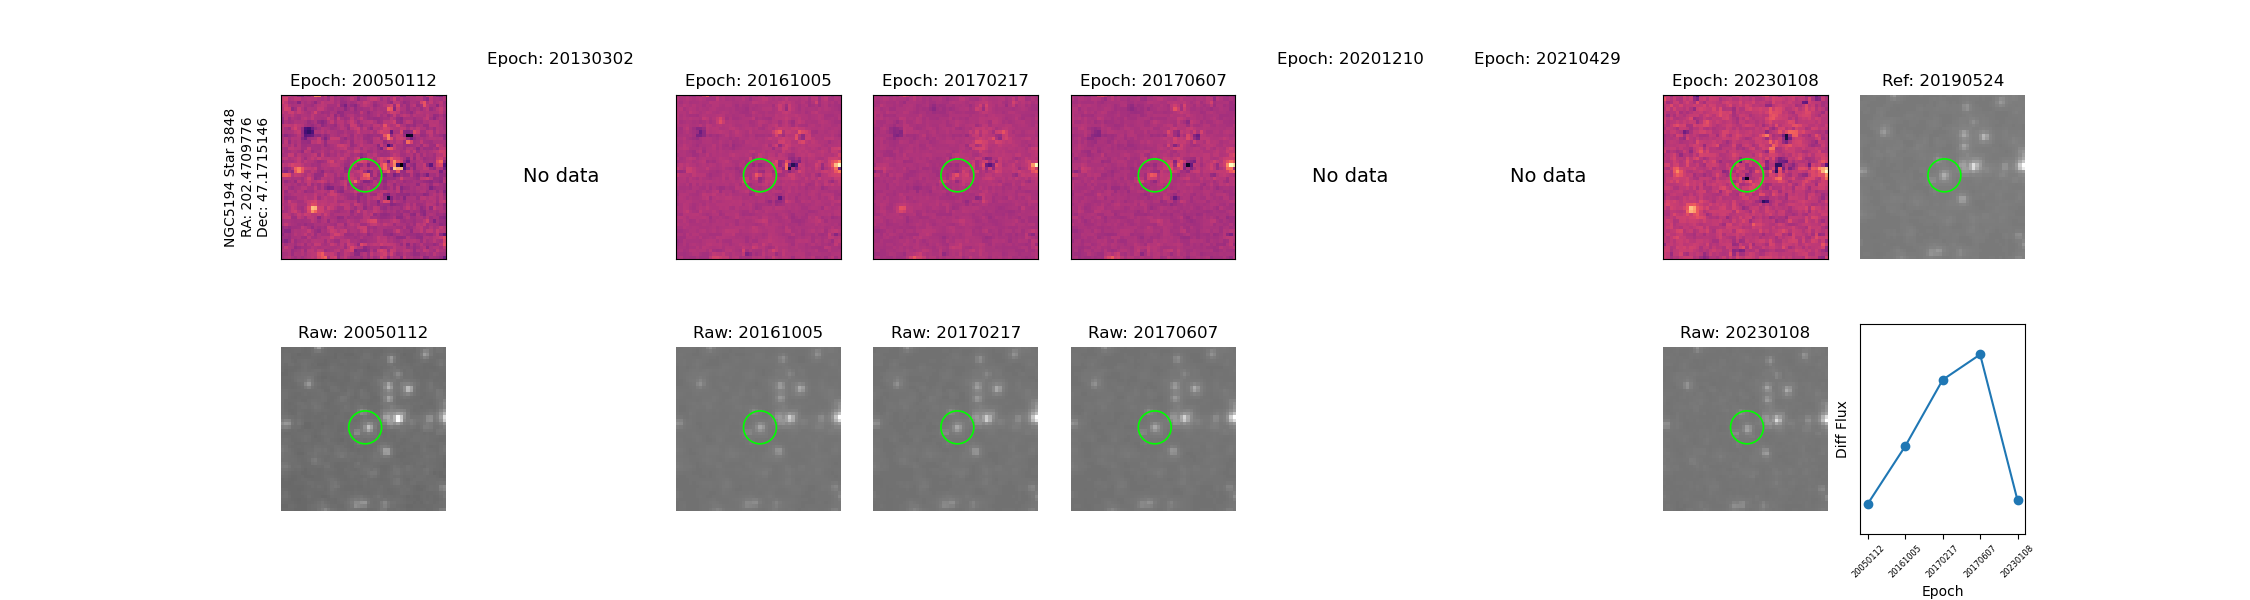 Epoch: 20130302
Epoch: 20201210
Epoch: 20210429
Epoch: 20050112
Epoch: 20161005
Epoch: 20170217
Epoch: 20170607
Epoch: 20230108
Ref: 20190524
NGC5194 Star 3848
RA: 202.4709776
Dec: 47.1715146
No data
No data
No data
Raw: 20050112
Raw: 20161005
Raw: 20170217
Raw: 20170607
Raw: 20230108
Diff Flux
20050112
20161005
20170217
20170607
20230108
Epoch